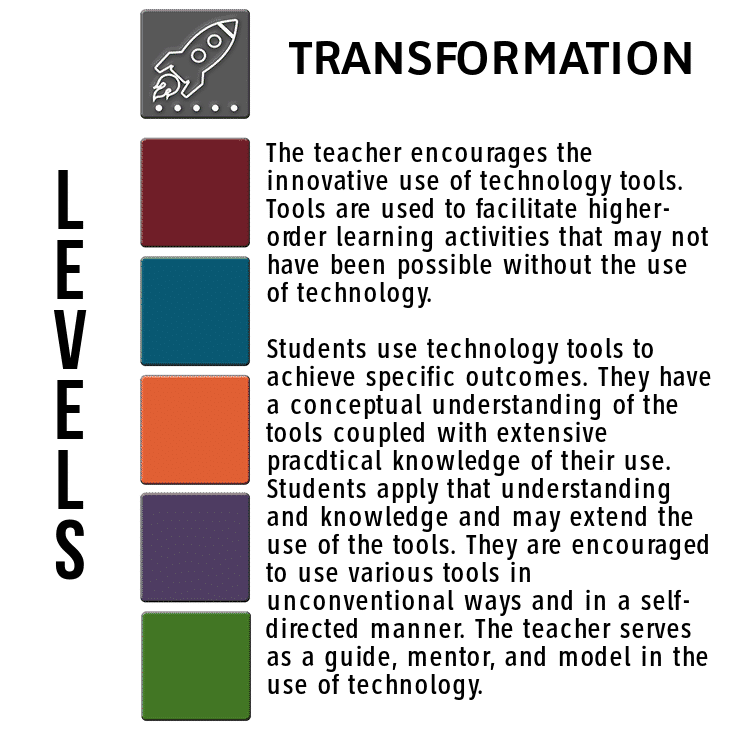 TRANSFORMATION
LEVELS
The teacher encourages the
innovative use of technology tools.
Tools are used to facilitate higher-
order learning activities that may not
have been possible without the use
of technology.
Students use technology tools to
achieve specific outcomes. They have
a conceptual understanding of the
tools coupled with extensive
pracdtical knowledge of their use.
Students apply that understanding
and knowledge and may extend the
use of the tools. They are encouraged
to use various tools in
unconventional ways and in a self-
directed manner. The teacher serves
as a guide, mentor, and model in the
use of technology.